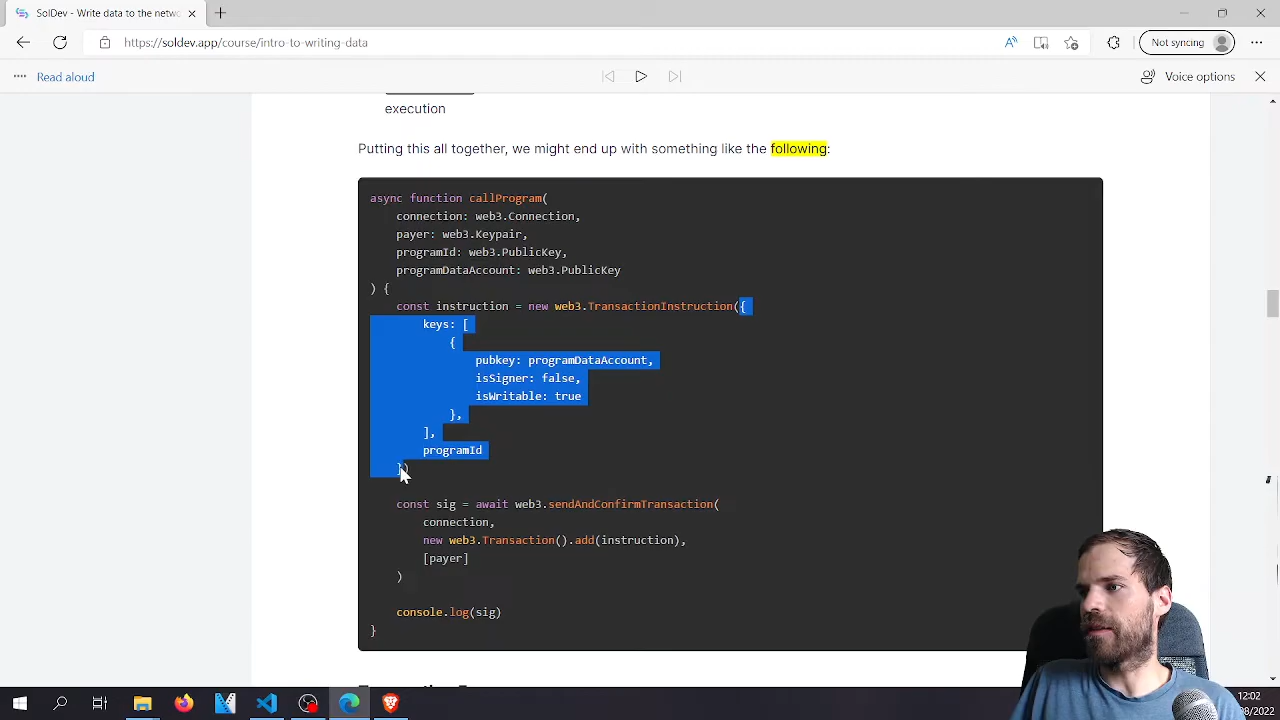 SolDev - Write data to the netwo
https://soldev.app/course/intro-to-writing-data
Not syncing
Read aloud
Voice options
execution
Putting this all together, we might end up with something like the following:
async function callProgram(
connection: web3.Connection,
payer: web3.Keypair,
programId: web3.PublicKey,
programDataAccount: web3.PublicKey
) {
const instruction = new web3.TransactionInstruction({
keys: [
{
pubkey: programDataAccount,
isSigner: false,
isWritable: true
},
],
programId
})
const sig = await web3.sendAndConfirmTransaction(
connection,
new web3.Transaction().add(instruction),
[payer]
)
console.log(sig)
}
12:02
8/2022